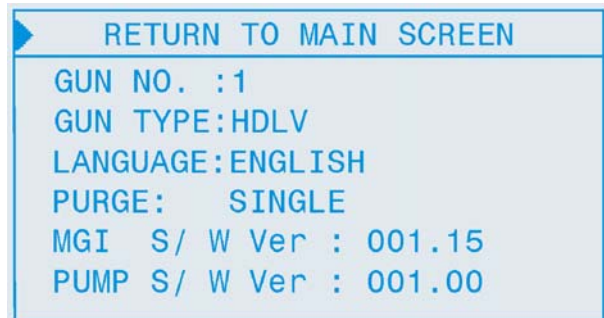 RETURN TO MAIN SCREEN
GUN NO. :1
GUN TYPE:HDLV
LANGUAGE:ENGLISH
PURGE: SINGLE
MGI S/ W Ver : 001.15
PUMP S/ W Ver : 001.00